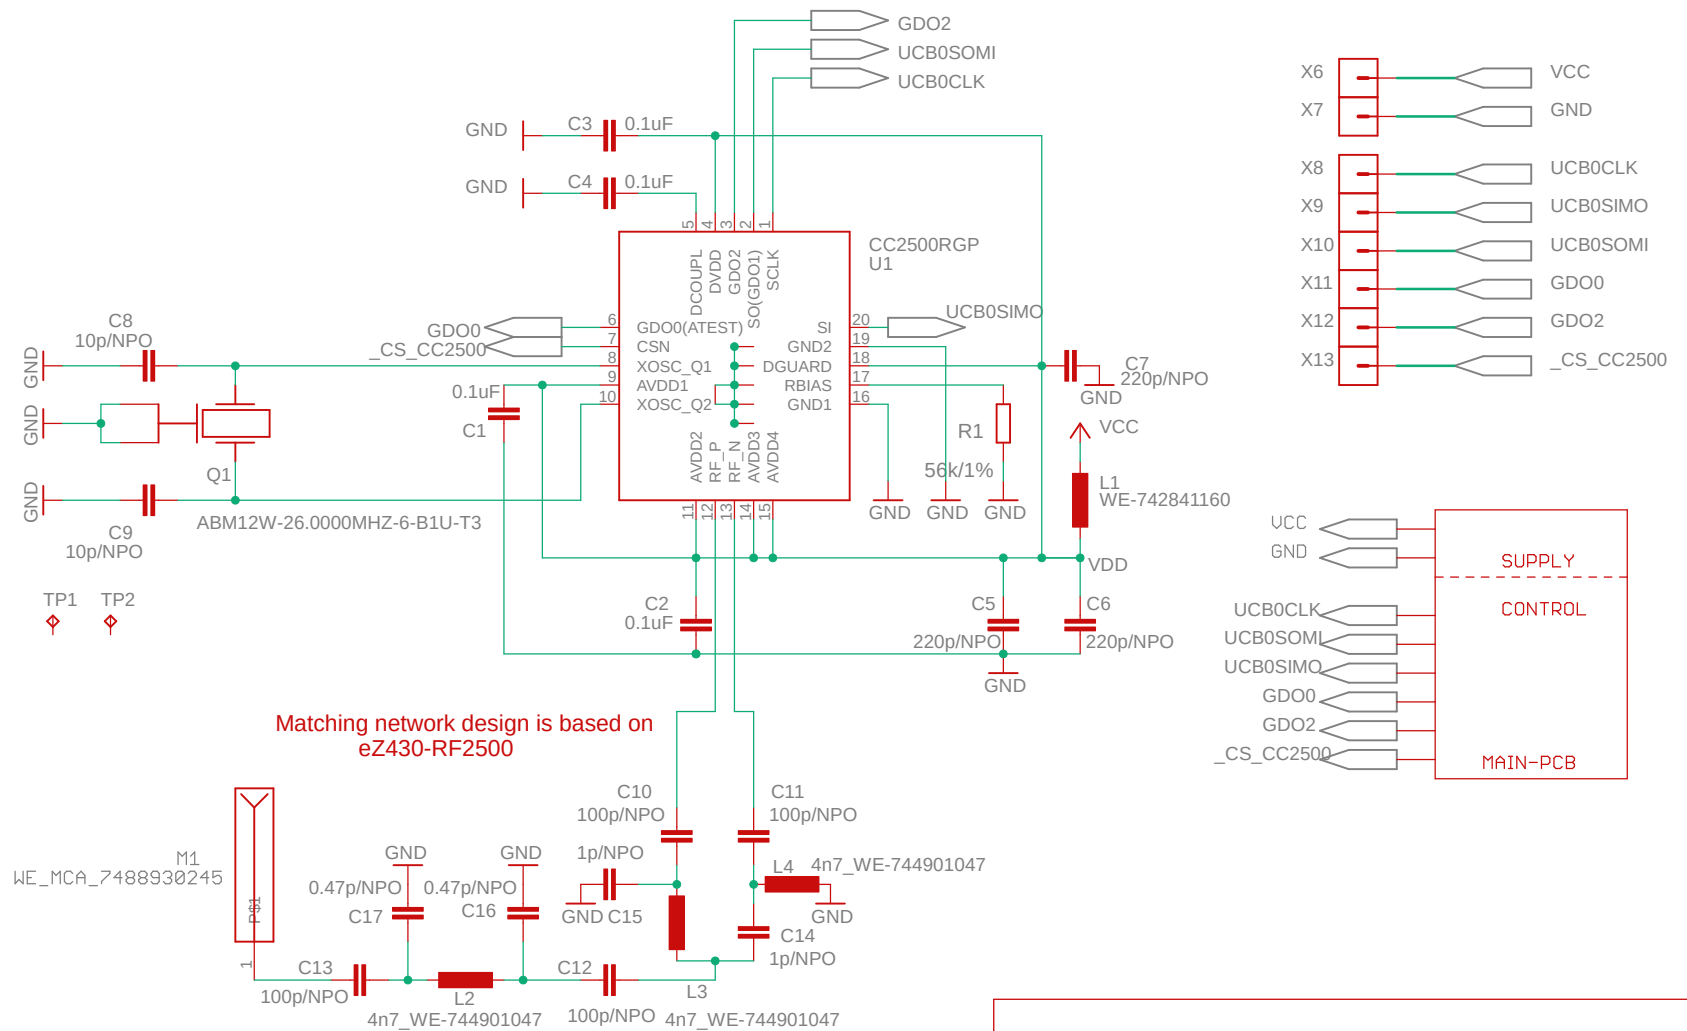 GDO2
UCB0SOMI
UCB0CLK
GND
C3
0.1uF
GND
C4
0.1uF
5
4
3
2
1
CC2500RGP
U1
DCOUPL
DVDD
GDO2
SO(GDO1)
SCLK
GDO0
_CS_CC2500
6
7
8
9
10
GDO0(ATEST)
CSN
XOSC_Q1
AVDD1
XOSC_Q2
SI
GND2
DGUARD
RBIAS
GND1
20
19
18
17
16
UCB0SIMO
AVDD2
RF_P
RF_N
AVDD3
AVDD4
11
12
13
14
15
C8
10p/NPO
GND
GND
GND
Q1
C9
10p/NPO
ABM12W-26.0000MHZ-6-B1U-T3
0.1uF
C1
C7
220p/NPO
GND
R1
56k/1%
VCC
L1
WE-742841160
GND
GND
GND
VDD
TP1
TP2
C2
0.1uF
C5
220p/NPO
C6
220p/NPO
GND
Matching network design is based on
eZ430-RF2500
C10
100p/NPO
C11
100p/NPO
1p/NPO
GND
C15
L4
4n7_WE-744901047
GND
C14
1p/NPO
M1
WE_MCA_7488930245
P$1
1
GND
0.47p/NPO
C17
GND
0.47p/NPO
C16
C13
100p/NPO
L2
4n7_WE-744901047
C12
100p/NPO
L3
4n7_WE-744901047
X6
VCC
X7
GND
X8
UCB0CLK
X9
UCB0SIMO
X10
UCB0SOMI
X11
GDO0
X12
GDO2
X13
_CS_CC2500
VCC
GND
SUPPLY
UCB0CLK
CONTROL
UCB0SOMI
UCB0SIMO
GDO0
GDO2
_CS_CC2500
MAIN-PCB